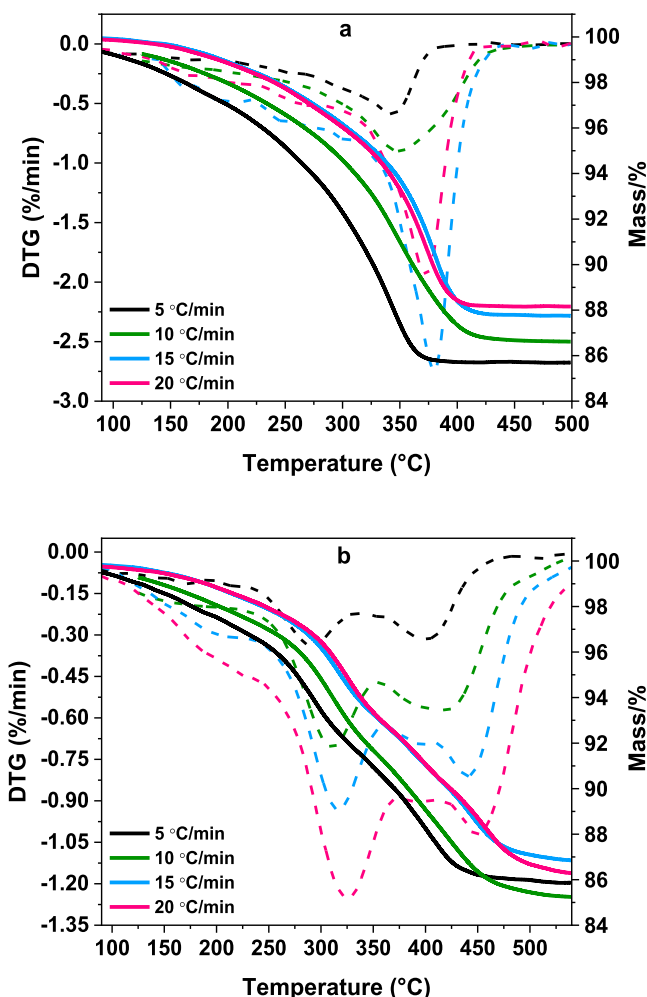 a
0.0
-0.5
-1.0
-1.5
-2.0
-2.5
-3.0
DTG (%/min)
100
98
96
94
92
90
88
86
84
Mass/%
5 °C/min
10 °C/min
15 °C/min
20 °C/min
100 150 200 250 300 350 400 450 500
Temperature (°C)
b
0.00
-0.15
-0.30
-0.45
-0.60
-0.75
-0.90
-1.05
-1.20
-1.35
DTG (%/min)
100
98
96
94
92
90
88
86
84
Mass/%
5 °C/min
10 °C/min
15 °C/min
20 °C/min
100 150 200 250 300 350 400 450 500
Temperature (°C)